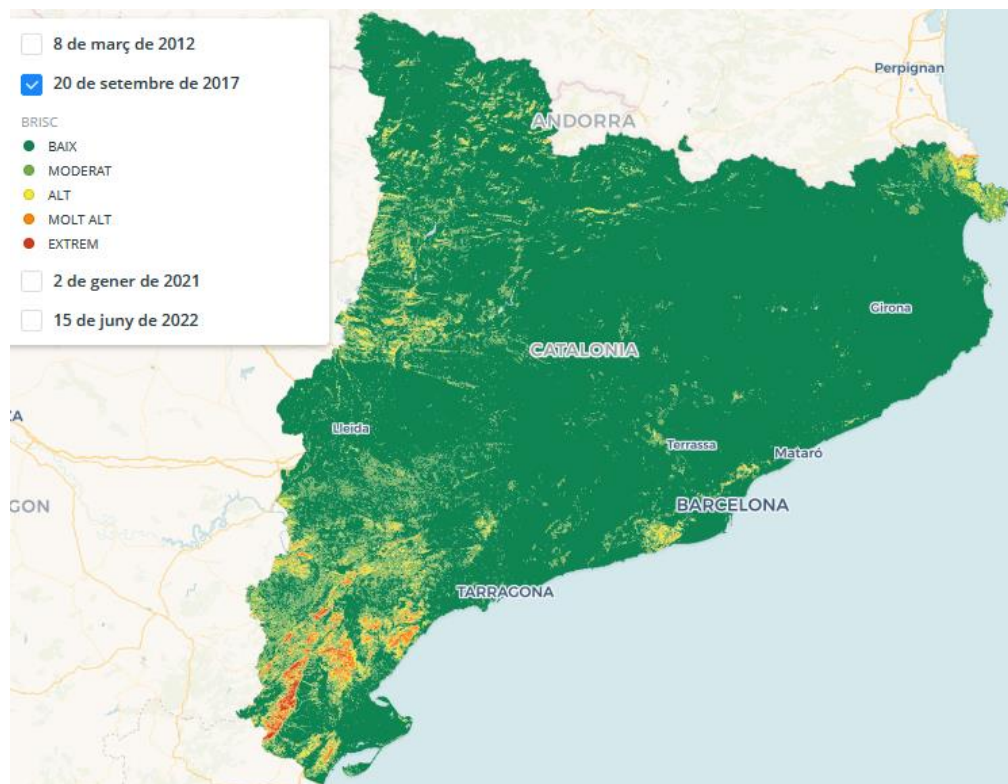 8 de març de 2012
20 de setembre de 2017
BRISC
BAIX
MODERAT
ALT
MOLT ALT
EXTREM
2 de gener de 2021
15 de juny de 2022
Perpignan
ANDORRA
Girona
CATALONIA
CA
Lleida
Terrassa
Mataró
GON
BARCELONA
TARRAGONA